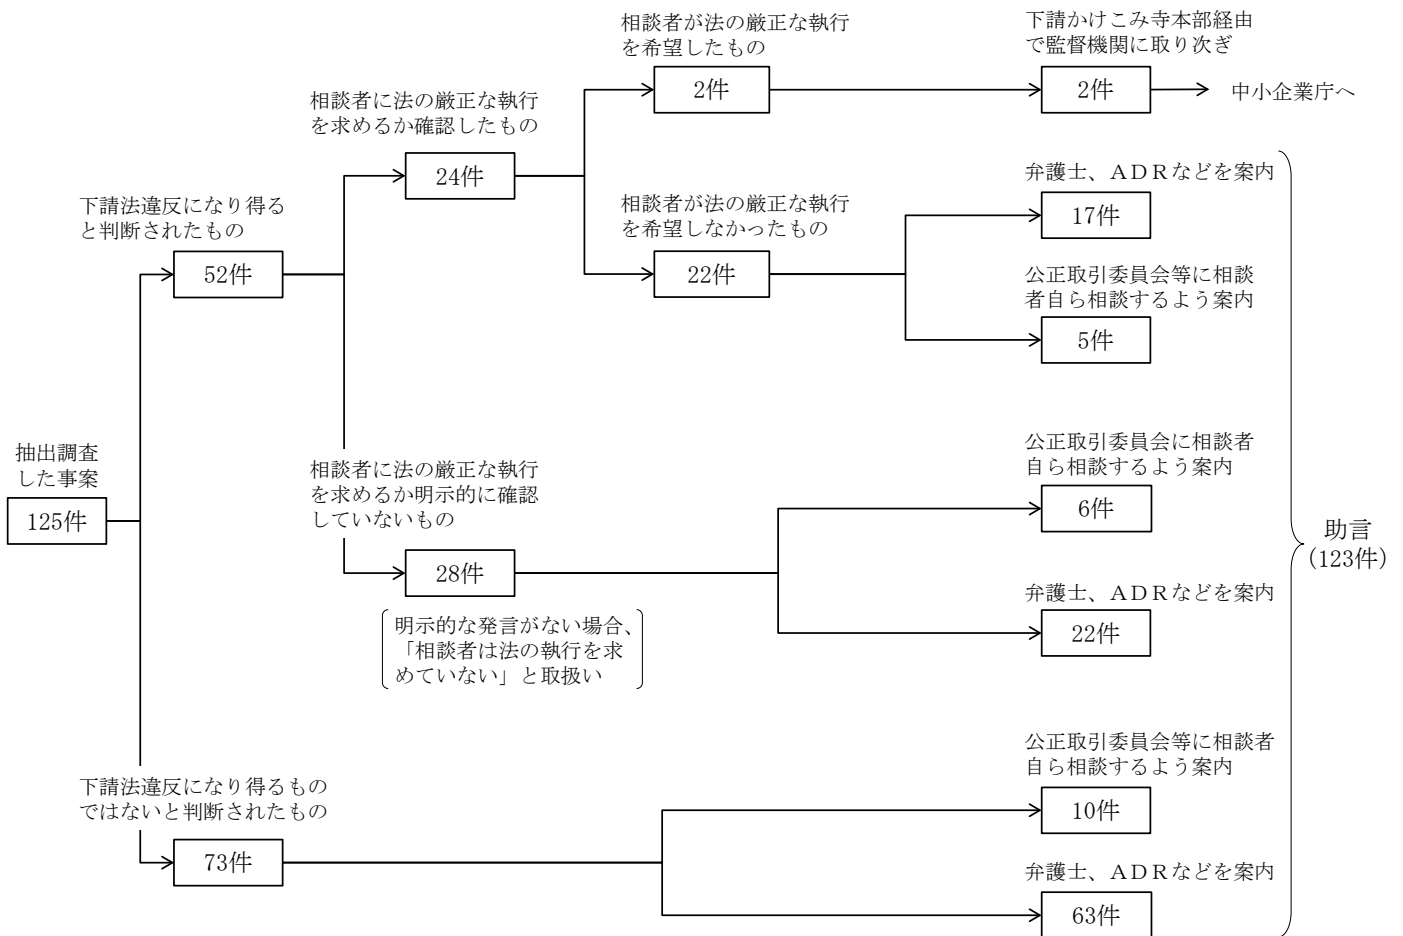 相談者が法の厳正な執行
を希望したもの
2件
下請かけこみ寺本部経由
で監督機関に取り次ぎ
2件
中小企業庁へ
相談者に法の厳正な執行
を求めるか確認したもの
24件
弁護士、ADRなどを案内
17件
下請法違反になり得る
と判断されたもの
52件
相談者が法の厳正な執行
を希望しなかったもの
22件
公正取引委員会等に相談
者自ら相談するよう案内
5件
抽出調査
した事案
125件
相談者に法の厳正な執行
を求めるか明示的に確認
していないもの
28件
明示的な発言がない場合、
「相談者は法の執行を求
めていない」と取扱い
公正取引委員会に相談者
自ら相談するよう案内
6件
弁護士、ADRなどを案内
22件
助言
(123件)
下請法違反になり得るもの
ではないと判断されたもの
73件
公正取引委員会等に相談者
自ら相談するよう案内
10件
弁護士、ADRなどを案内
63件